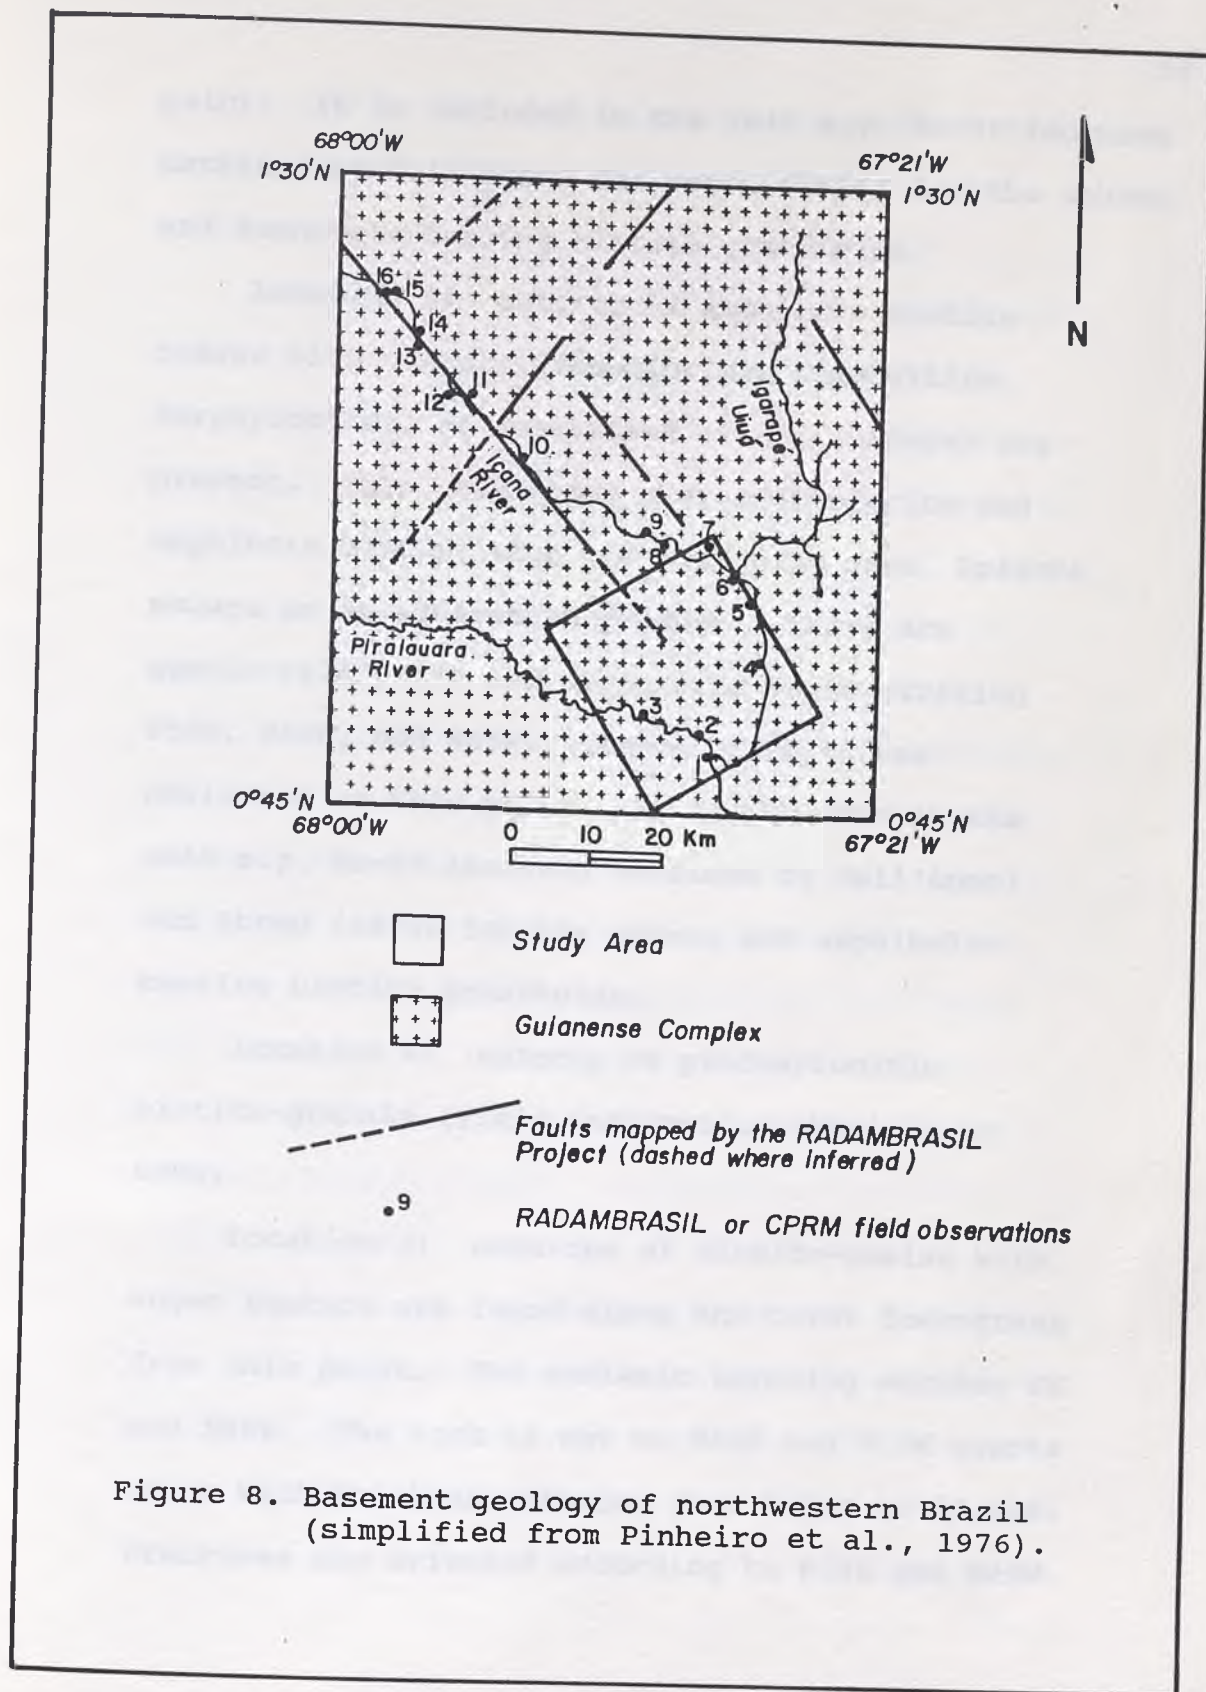 68°00'W
67°21'W
1°30'N
1°30'N
N
16
15
14
13
12
11
10
Içana
River
Igarape
9
8
7
6
5
4
3
2
1
Piraiauara
River
0°45'N
0°45'N
68°00'W
67°21'W
0 10 20 Km
Study Area
Guianense Complex
Faults mapped by the RADAMBRASIL
Project (dashed where inferred)
9
RADAMBRASIL or CPRM field observations
Figure 8. Basement geology of northwestern Brazil
(simplified from Pinheiro et al., 1976).